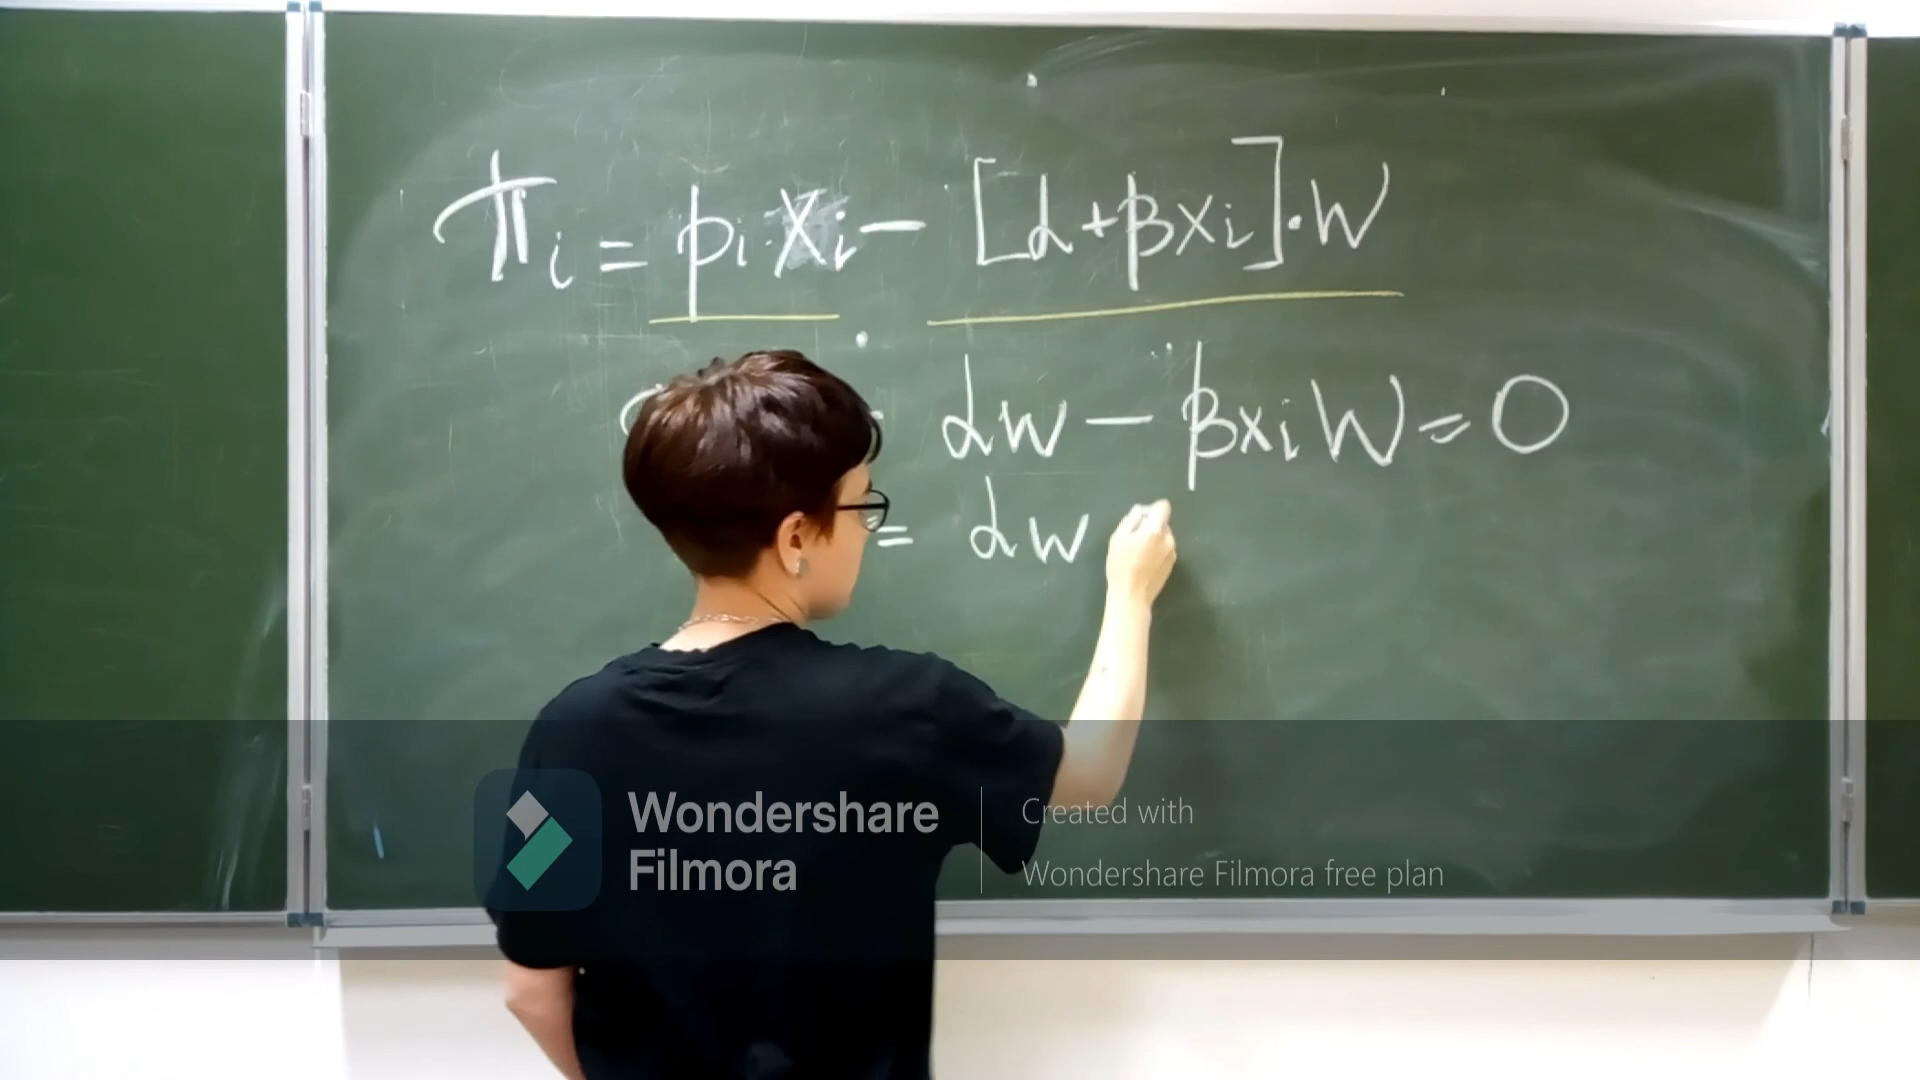 πi = pi·xi − [α+βxi]·w
αw − βxiw = 0
= αw
Wondershare
Filmora
Created with
Wondershare Filmora free plan